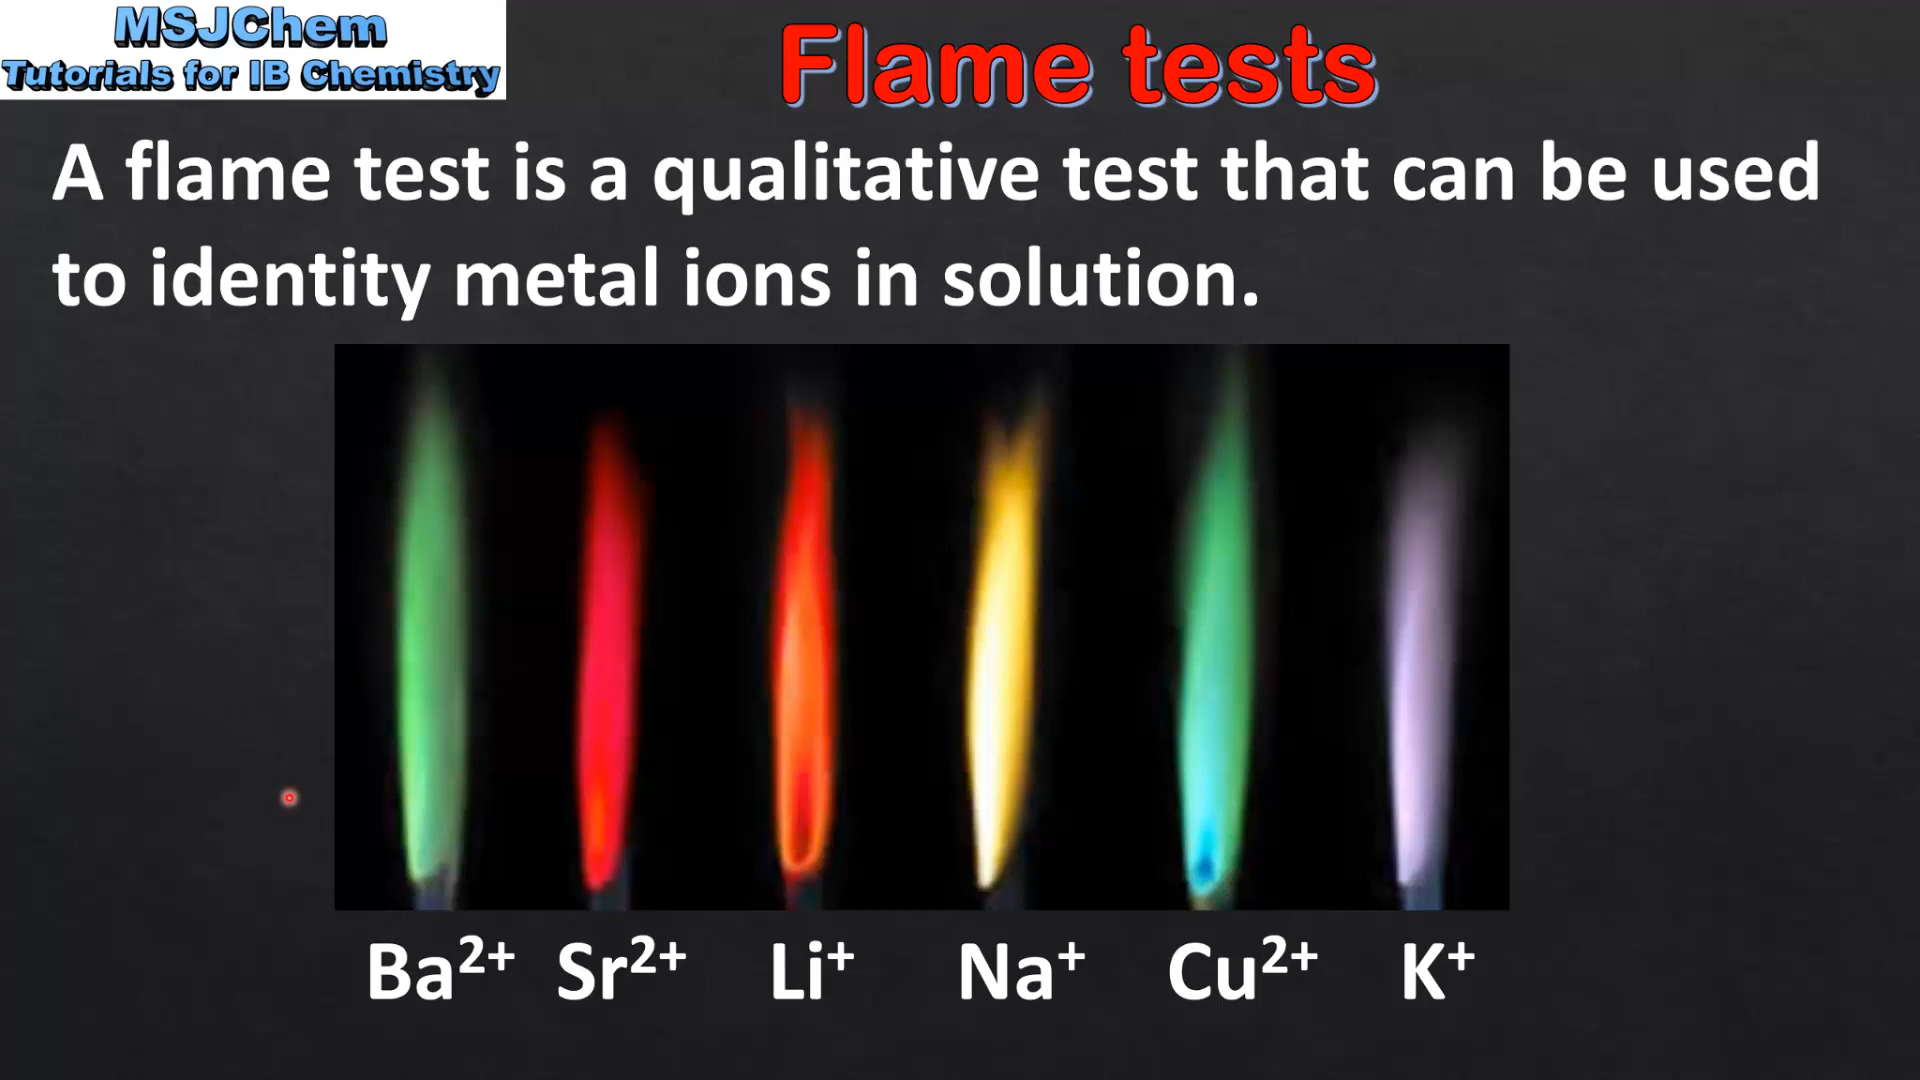 MSJChem
Tutorials for IB Chemistry
Flame tests
A flame test is a qualitative test that can be used
to identity metal ions in solution.
Ba²⁺ Sr²⁺ Li⁺ Na⁺ Cu²⁺ K⁺